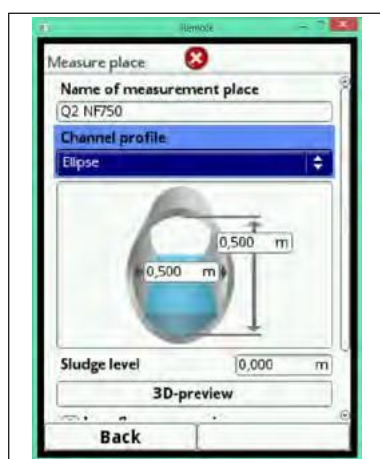 Remote
Measure place
Name of measurement place
Q2 NF750
Channel profile
Ellipse
0,500 m
0,500 m
Sludge level 0,000 m
3D-preview
Back